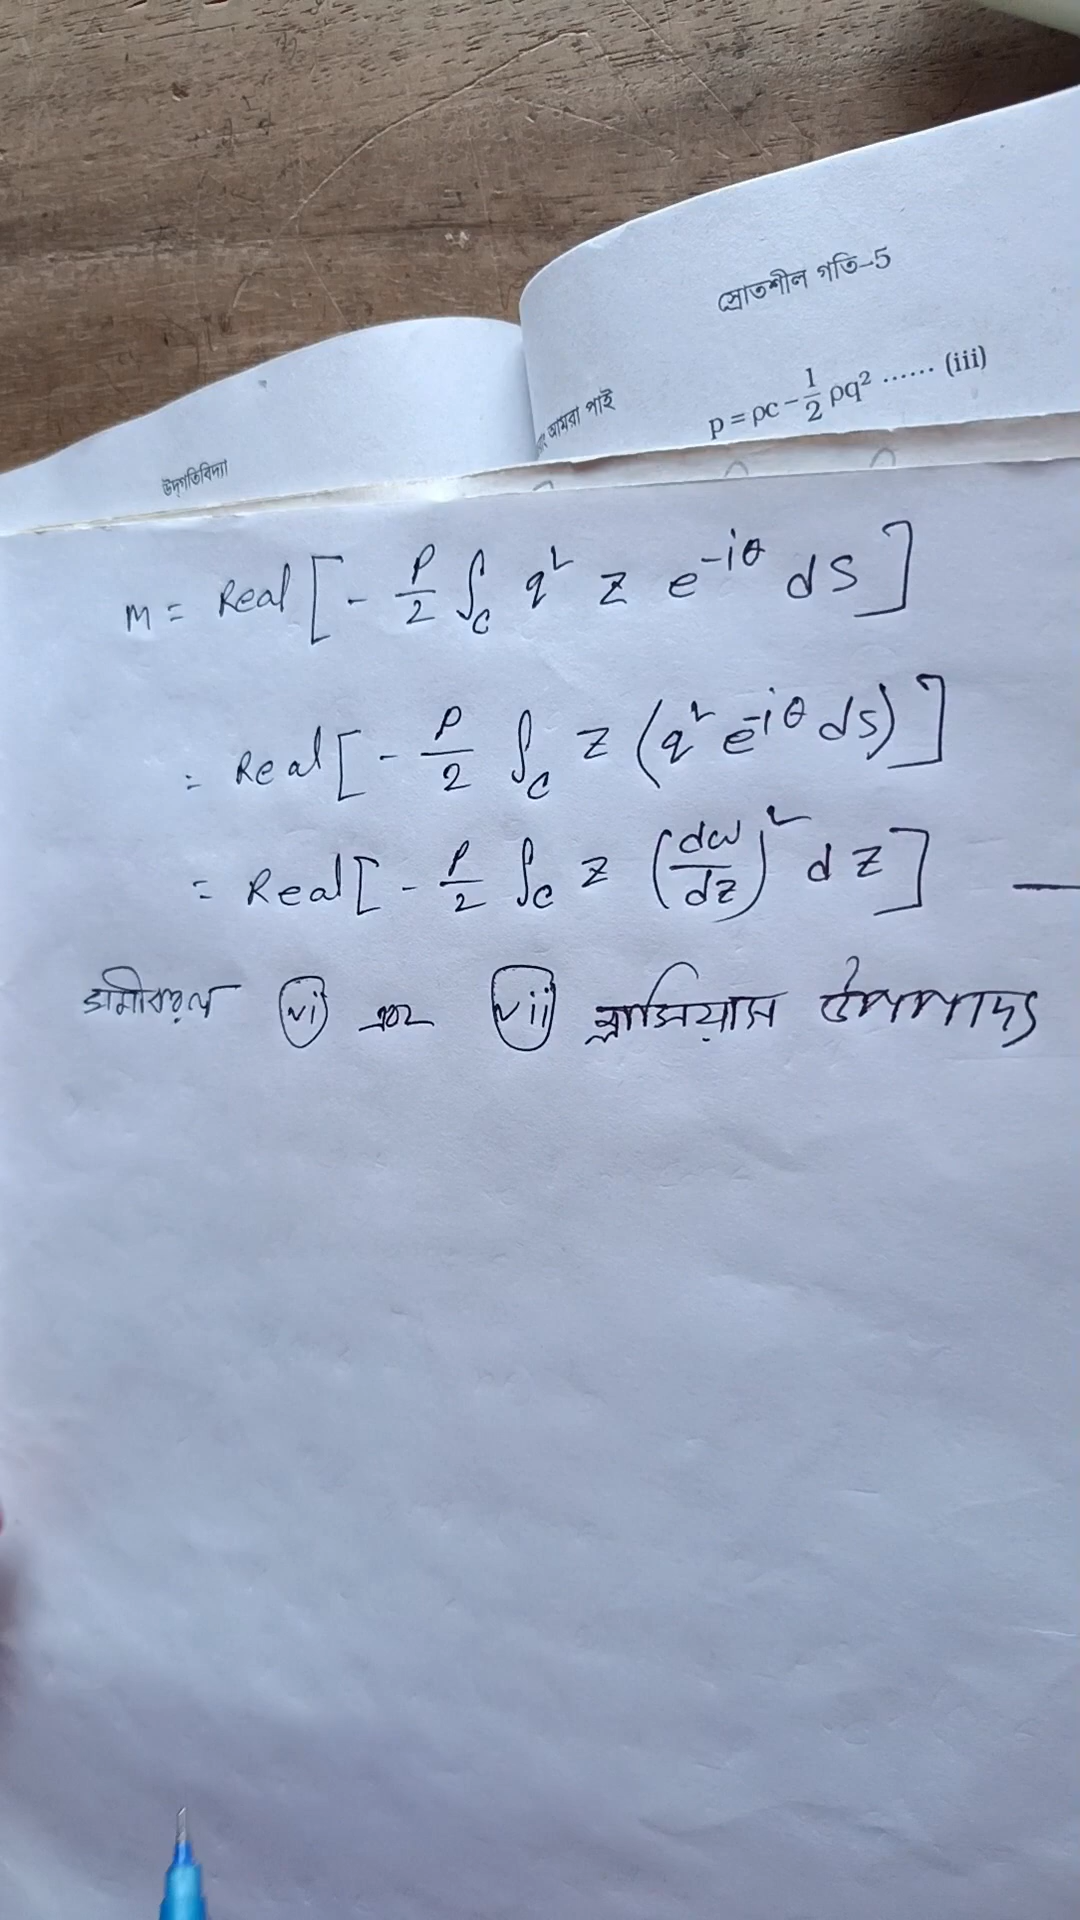 স্রোতশীল গতি–5
আমরা পাই
p = ρc – 1/2 ρq² ...... (iii)
উদ্গতিবিদ্যা
M = Real [ - ρ/2 ∫c q² z e^-iθ ds ]
= Real [ - ρ/2 ∫c z (q² e^-iθ ds) ]
= Real [ - ρ/2 ∫c z (dw/dz)² dz ] —
সমীকরণ (vi) এবং (vii) ব্লাসিয়াস উপপাদ্য